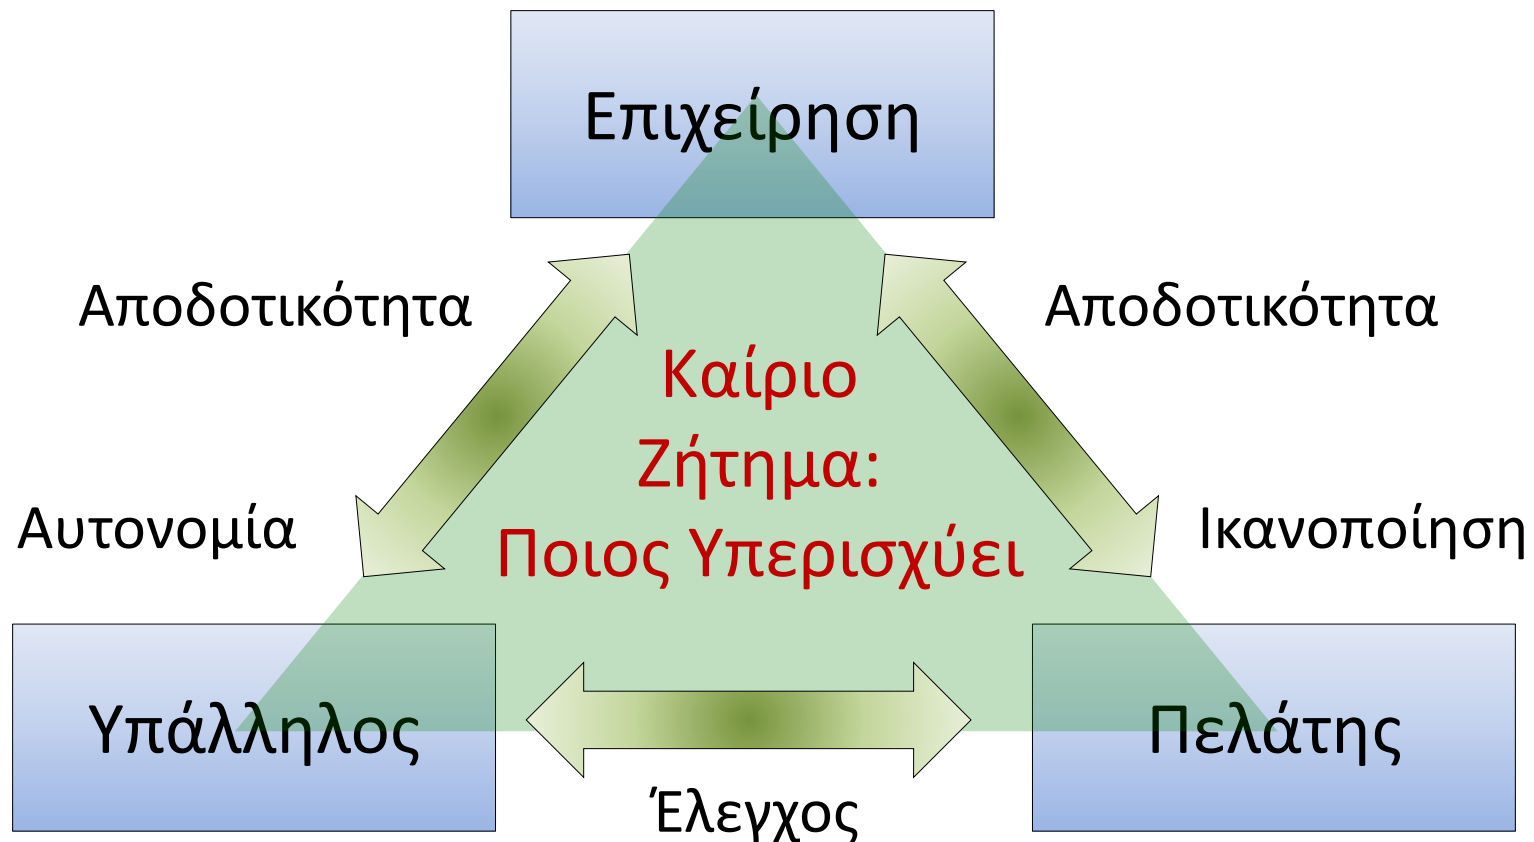 Επιχείρηση
Αποδοτικότητα
Αποδοτικότητα
Καίριο
Ζήτημα:
Ποιος Υπερισχύει
Αυτονομία
Ικανοποίηση
Υπάλληλος
Πελάτης
Έλεγχος